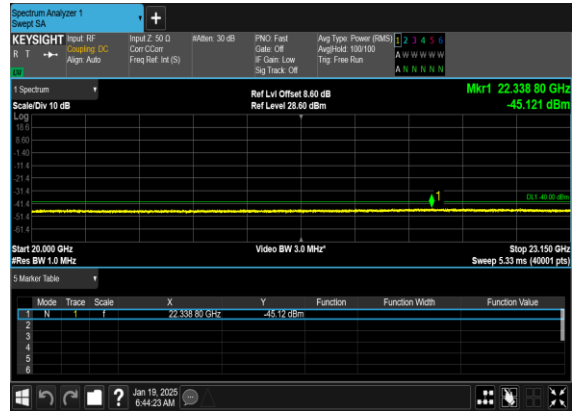 Spectrum Analyzer 1
Swept SA
KEYSIGHT Input: RF Input Z: 50 Ω #Atten: 30 dB PNO: Fast Avg Type: Power (RMS) 1 2 3 4 5 6
R T Coupling: DC Corr CCorr Gate: Off Avg|Hold: 100/100 A W W W W W
Align: Auto Freq Ref: Int (S) IF Gain: Low Trig: Free Run A N N N N N
Sig Track: Off
1 Spectrum Ref Lvl Offset 8.60 dB Mkr1 22.338 80 GHz
Scale/Div 10 dB Ref Level 28.60 dBm -45.121 dBm
Log
18.6
8.60
-1.40
-11.4
-21.4
-31.4 1
DL1 -40.00 dBm
-41.4
-51.4
-61.4
Start 20.000 GHz Video BW 3.0 MHz* Stop 23.150 GHz
#Res BW 1.0 MHz Sweep 5.33 ms (40001 pts)
5 Marker Table
Mode Trace Scale X Y Function Function Width Function Value
1 N 1 f 22.338 80 GHz -45.12 dBm
2
3
4
5
6
? Jan 19, 2025
6:44:23 AM